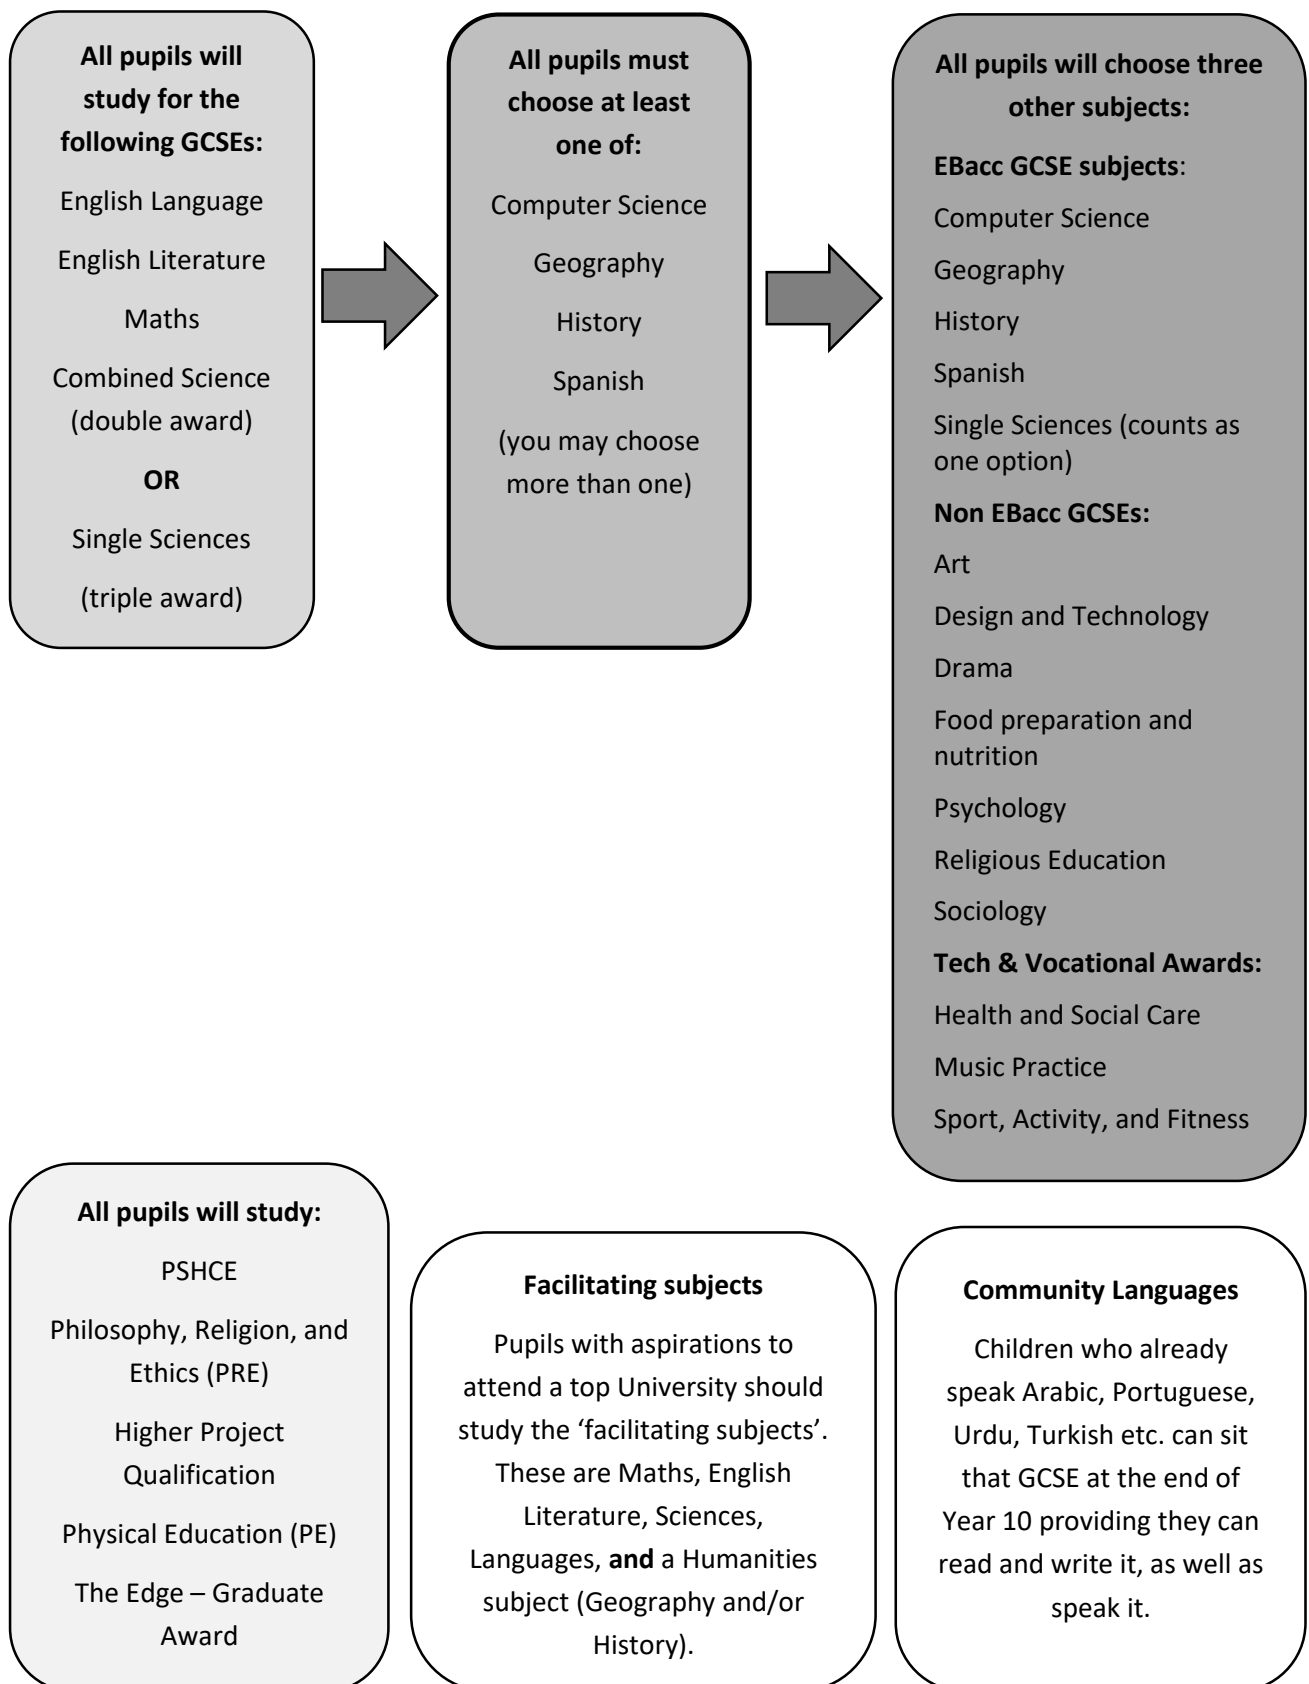 All pupils will
study for the
following GCSEs:
English Language
English Literature
Maths
Combined Science
(double award)
OR
Single Sciences
(triple award)
All pupils must
choose at least
one of:
Computer Science
Geography
History
Spanish
(you may choose
more than one)
All pupils will choose three
other subjects:
EBacc GCSE subjects:
Computer Science
Geography
History
Spanish
Single Sciences (counts as
one option)
Non EBacc GCSEs:
Art
Design and Technology
Drama
Food preparation and
nutrition
Psychology
Religious Education
Sociology
Tech & Vocational Awards:
Health and Social Care
Music Practice
Sport, Activity, and Fitness
All pupils will study:
PSHCE
Philosophy, Religion, and
Ethics (PRE)
Higher Project
Qualification
Physical Education (PE)
The Edge – Graduate
Award
Facilitating subjects
Pupils with aspirations to
attend a top University should
study the ‘facilitating subjects’.
These are Maths, English
Literature, Sciences,
Languages, and a Humanities
subject (Geography and/or
History).
Community Languages
Children who already
speak Arabic, Portuguese,
Urdu, Turkish etc. can sit
that GCSE at the end of
Year 10 providing they can
read and write it, as well as
speak it.